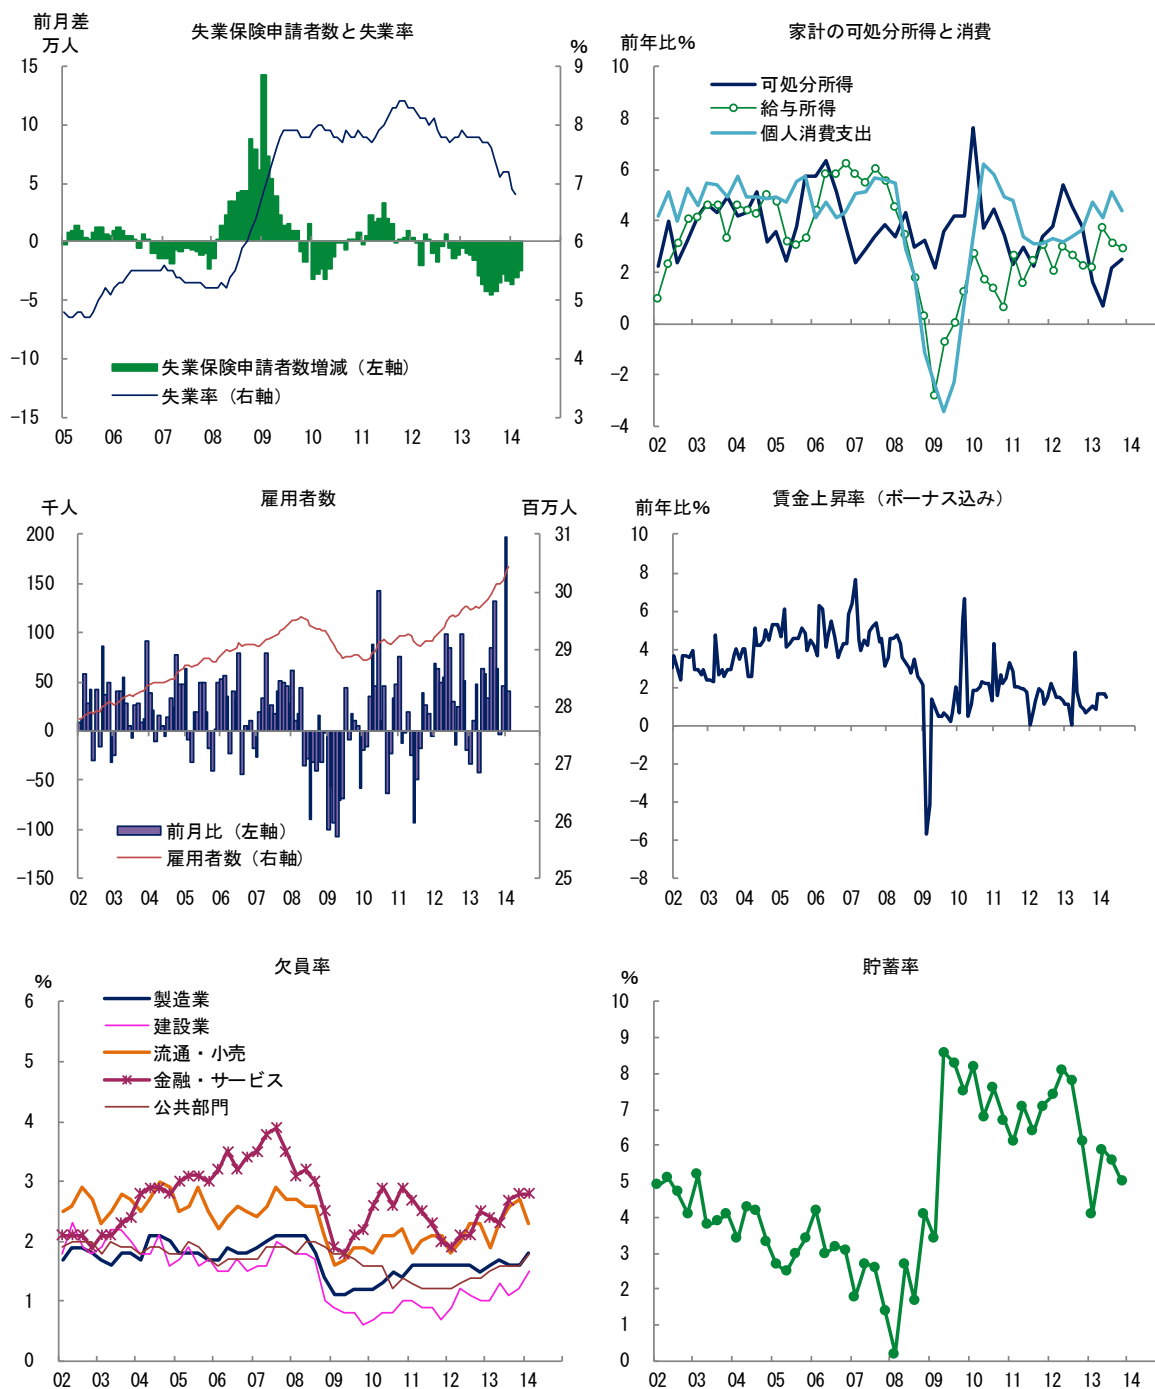 失業保険申請者数と失業率
前月差
万人
%
15
10
5
0
−5
−10
−15
9
8
7
6
5
4
3
失業保険申請者数増減（左軸）
失業率（右軸）
05 06 07 08 09 10 11 12 13 14
家計の可処分所得と消費
前年比%
10
8
6
4
2
0
−2
−4
可処分所得
給与所得
個人消費支出
02 03 04 05 06 07 08 09 10 11 12 13 14
雇用者数
千人
百万人
200
150
100
50
0
−50
−100
−150
31
30
29
28
27
26
25
前月比（左軸）
雇用者数（右軸）
02 03 04 05 06 07 08 09 10 11 12 13 14
賃金上昇率（ボーナス込み）
前年比%
10
8
6
4
2
0
−2
−4
−6
−8
02 03 04 05 06 07 08 09 10 11 12 13 14
欠員率
%
6
5
4
3
2
1
0
製造業
建設業
流通・小売
金融・サービス
公共部門
02 03 04 05 06 07 08 09 10 11 12 13 14
貯蓄率
%
10
9
8
7
6
5
4
3
2
1
0
02 03 04 05 06 07 08 09 10 11 12 13 14